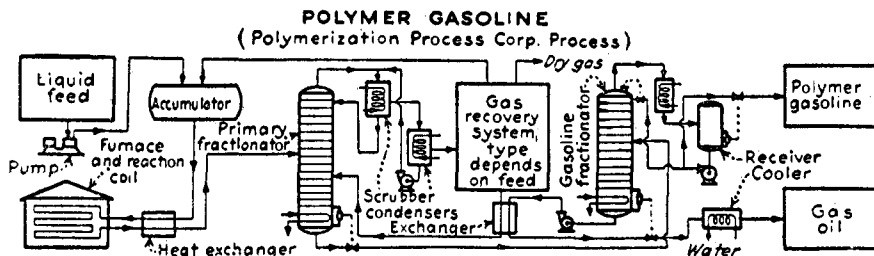 POLYMER GASOLINE
(Polymerization Process Corp. Process)
Liquid
feed
Pump
Accumulator
Furnace
and reaction
coil
Heat exchanger
Primary
fractionator
Scrubber
condensers
Exchanger
Gas
recovery
system,
type
depends
on feed
Dry gas
Gasoline
fractionator
Polymer
gasoline
Receiver
Cooler
Water
Gas
oil